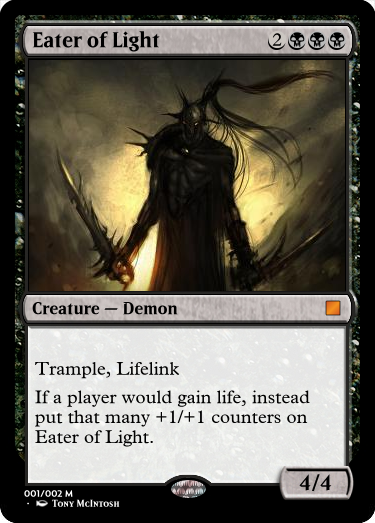 Eater of Light 2
Creature — Demon
Trample, Lifelink
If a player would gain life, instead
put that many +1/+1 counters on
Eater of Light.
4/4
001/002 M
Tony McIntosh